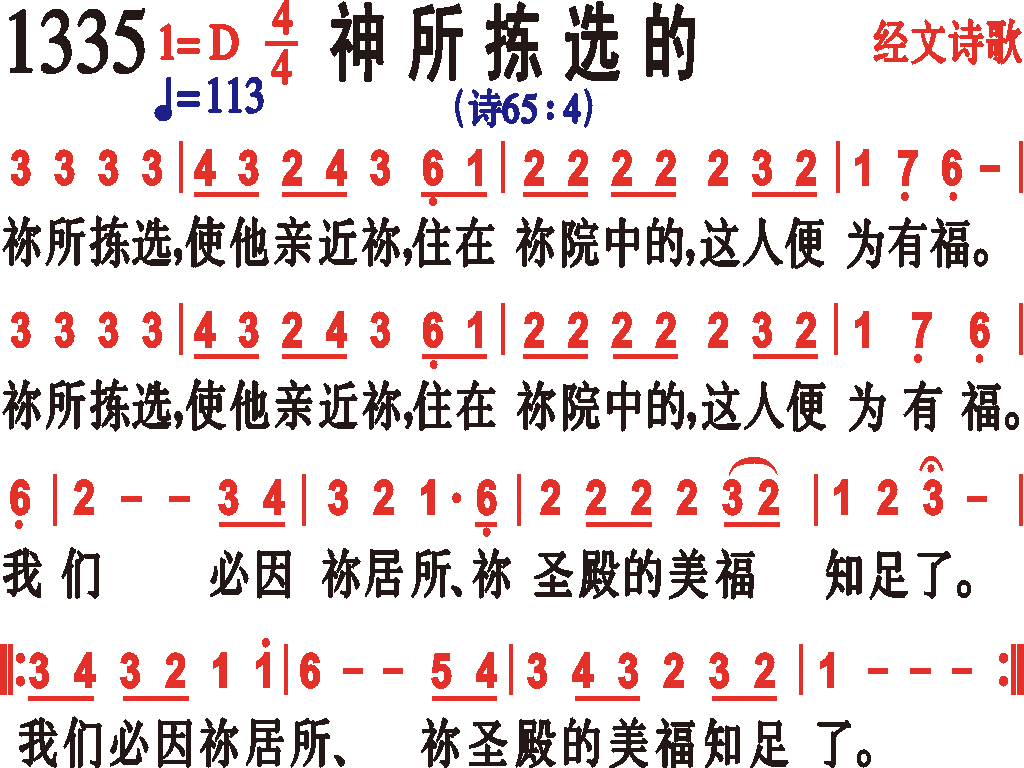 1335 1=D 4/4 神所拣选的 经文诗歌
♩=113 (诗65:4)
3 3 3 3 | 4 3 2 4 3 6 1 | 2 2 2 2 2 3 2 | 1 7 6 - |
祢所拣选,使他亲近祢,住在 祢院中的,这人便 为有福。
3 3 3 3 | 4 3 2 4 3 6 1 | 2 2 2 2 2 3 2 | 1 7 6 |
祢所拣选,使他亲近祢,住在 祢院中的,这人便 为有福。
6 | 2 - - 3 4 | 3 2 1· 6 | 2 2 2 2 3 2 | 1 2 3 - |
我们 必因 祢居所、祢 圣殿的美福 知足了。
‖: 3 4 3 2 1 1 | 6 - - 5 4 | 3 4 3 2 3 2 | 1 - - - :‖
我们必因祢居所、 祢圣殿的美福知足 了。